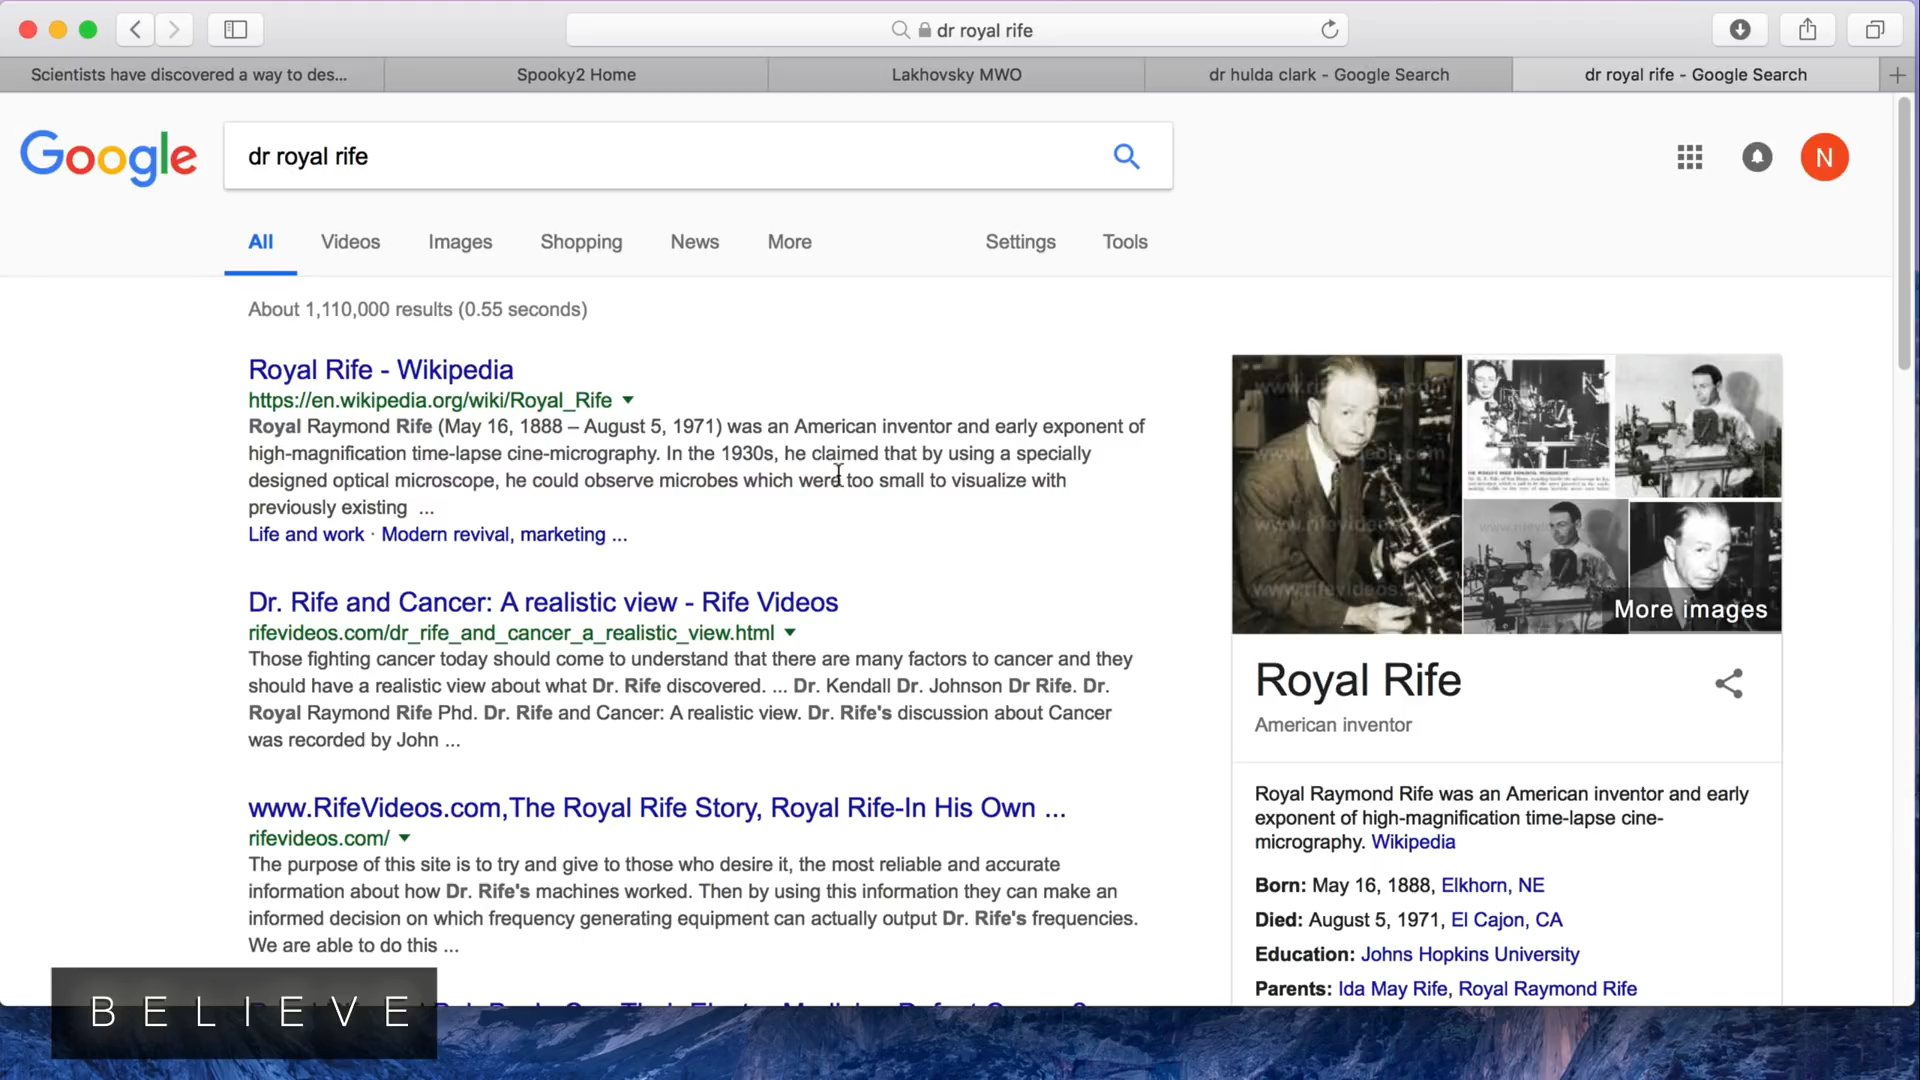 dr royal rife
Scientists have discovered a way to des...
Spooky2 Home
Lakhovsky MWO
dr hulda clark - Google Search
dr royal rife - Google Search
Google
dr royal rife
N
All
Videos
Images
Shopping
News
More
Settings
Tools
About 1,110,000 results (0.55 seconds)
Royal Rife - Wikipedia
https://en.wikipedia.org/wiki/Royal_Rife
Royal Raymond Rife (May 16, 1888 – August 5, 1971) was an American inventor and early exponent of
high-magnification time-lapse cine-micrography. In the 1930s, he claimed that by using a specially
designed optical microscope, he could observe microbes which were too small to visualize with
previously existing ...
Life and work · Modern revival, marketing ...
Dr. Rife and Cancer: A realistic view - Rife Videos
rifevideos.com/dr_rife_and_cancer_a_realistic_view.html
Those fighting cancer today should come to understand that there are many factors to cancer and they
should have a realistic view about what Dr. Rife discovered. ... Dr. Kendall Dr. Johnson Dr Rife. Dr.
Royal Raymond Rife Phd. Dr. Rife and Cancer: A realistic view. Dr. Rife's discussion about Cancer
was recorded by John ...
www.RifeVideos.com,The Royal Rife Story, Royal Rife-In His Own ...
rifevideos.com/
The purpose of this site is to try and give to those who desire it, the most reliable and accurate
information about how Dr. Rife's machines worked. Then by using this information they can make an
informed decision on which frequency generating equipment can actually output Dr. Rife's frequencies.
We are able to do this ...
More images
Royal Rife
American inventor
Royal Raymond Rife was an American inventor and early
exponent of high-magnification time-lapse cine-
micrography. Wikipedia
Born: May 16, 1888, Elkhorn, NE
Died: August 5, 1971, El Cajon, CA
Education: Johns Hopkins University
Parents: Ida May Rife, Royal Raymond Rife
BELIEVE